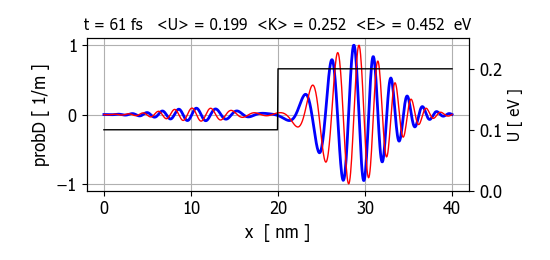 t = 61 fs <U> = 0.199 <K> = 0.252 <E> = 0.452 eV
probD [ 1/m ]
1
0
−1
0.2
0.1
0.0
U [ eV ]
0 10 20 30 40
x [ nm ]